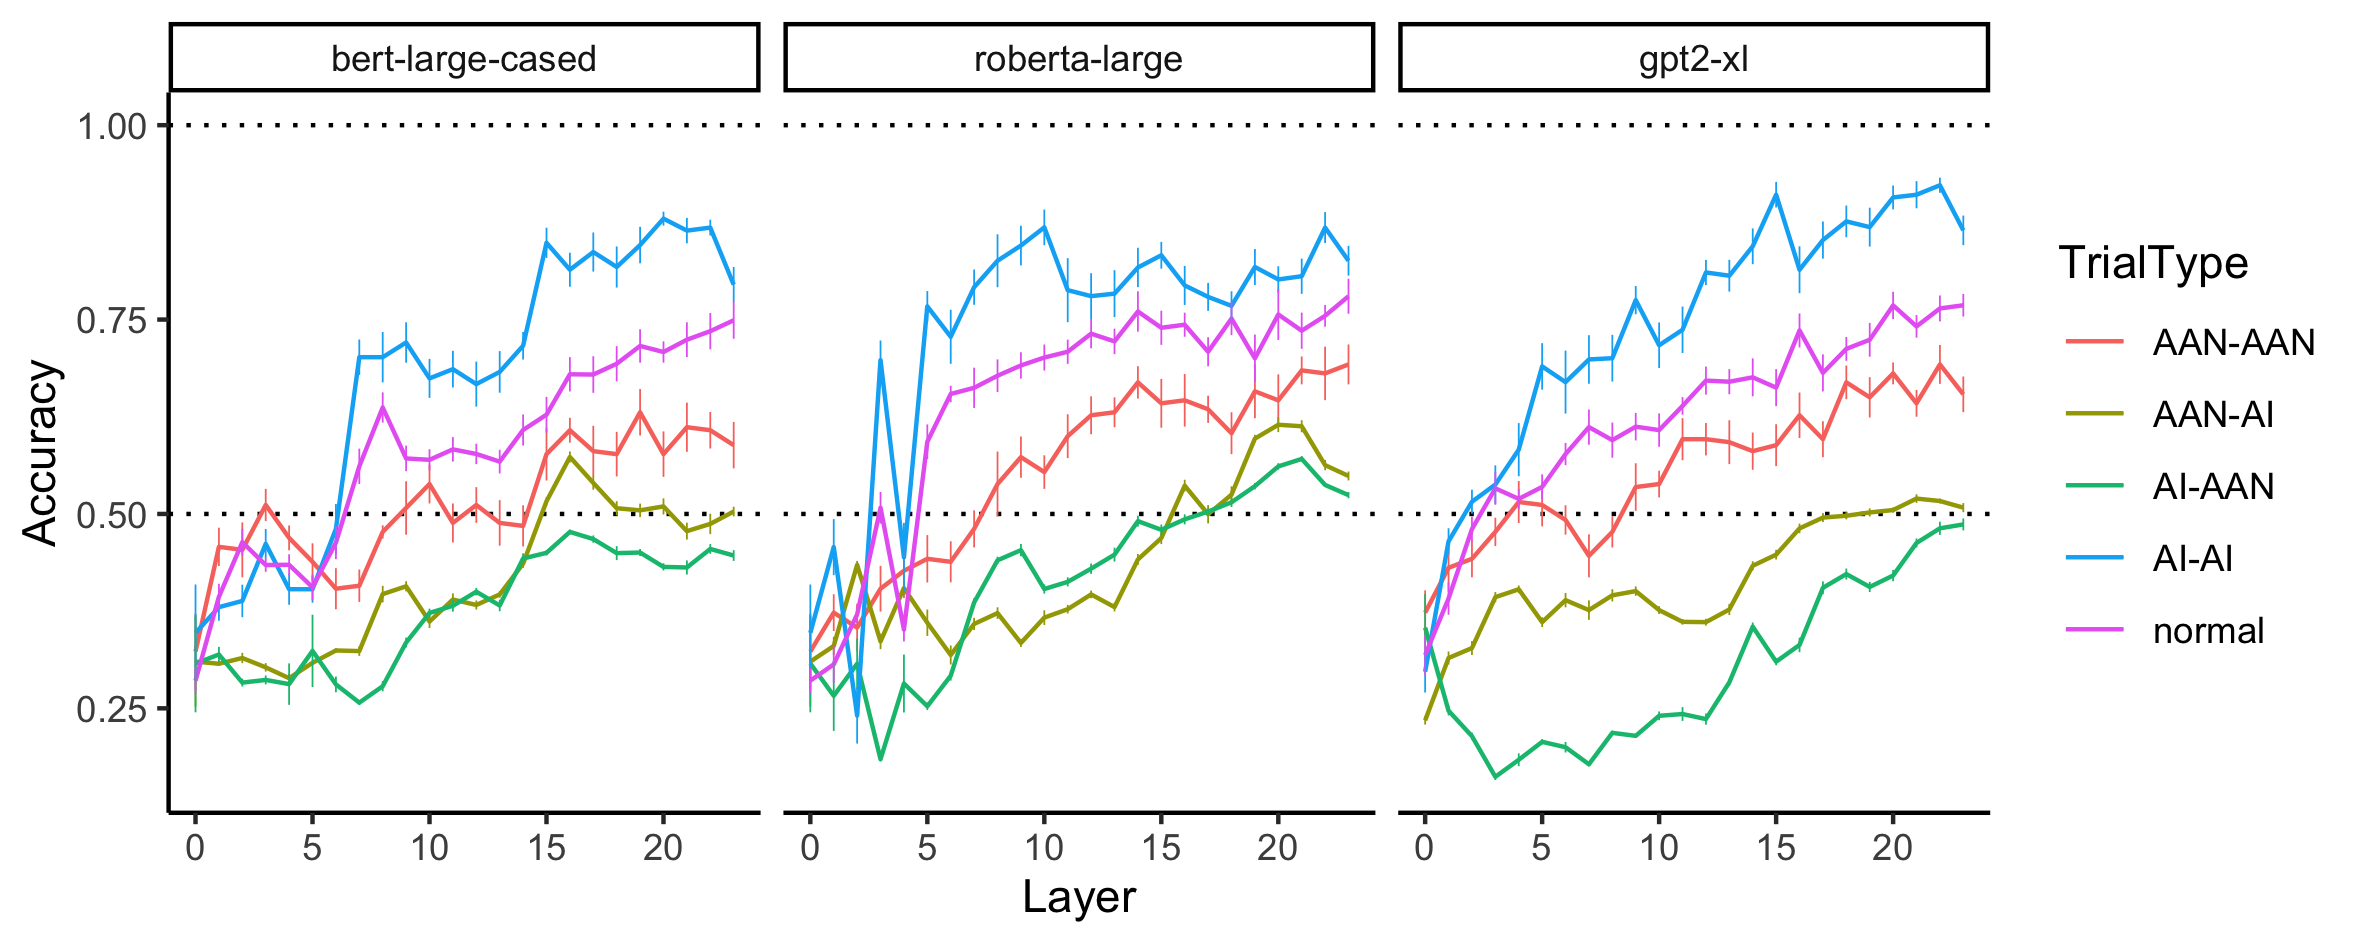 bert-large-cased
roberta-large
gpt2-xl
1.00
0.75
0.50
0.25
Accuracy
0 5 10 15 20
0 5 10 15 20
0 5 10 15 20
Layer
TrialType
AAN-AAN
AAN-AI
AI-AAN
AI-AI
normal